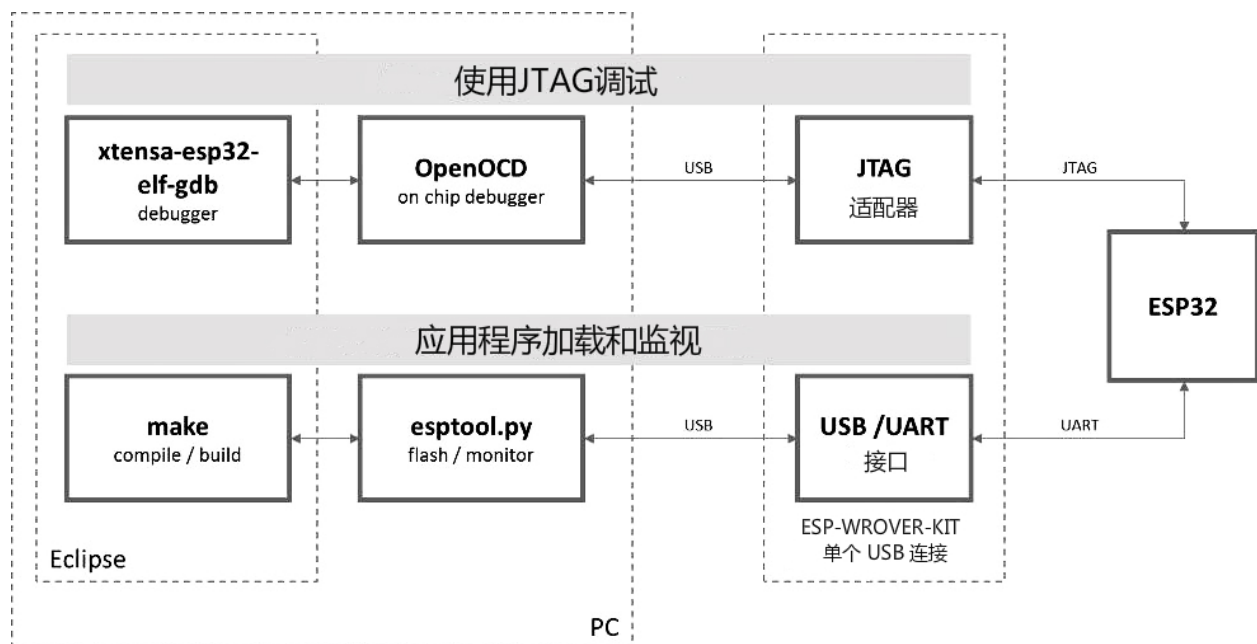 使用JTAG调试
xtensa-esp32-
elf-gdb
debugger
OpenOCD
on chip debugger
USB
JTAG
适配器
JTAG
ESP32
应用程序加载和监视
make
compile / build
esptool.py
flash / monitor
USB
USB /UART
接口
UART
ESP-WROVER-KIT
单个 USB 连接
Eclipse
PC